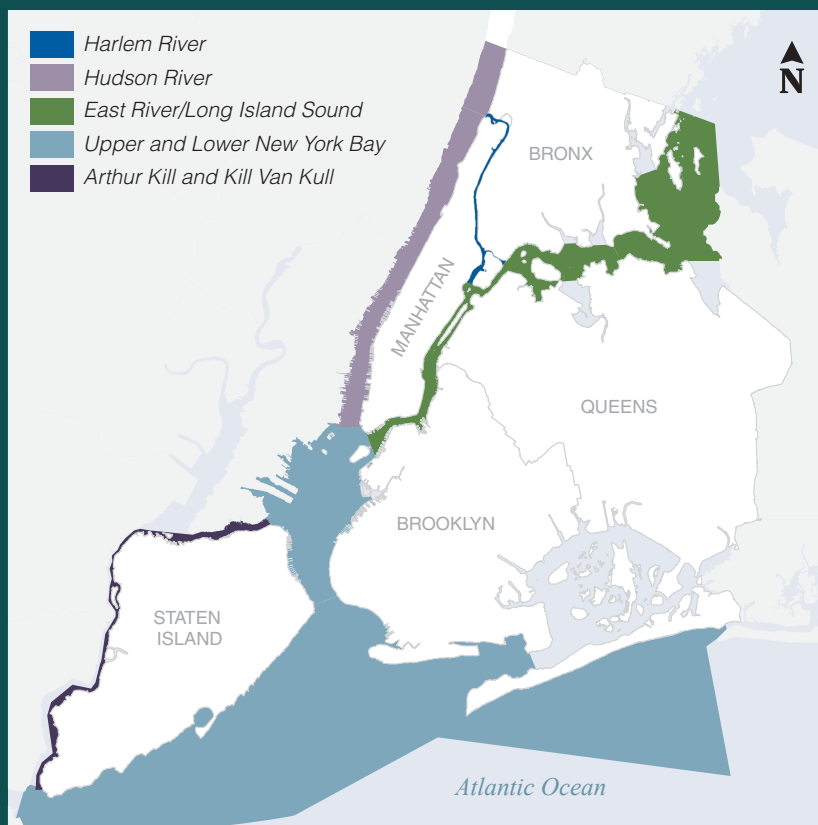 Harlem River
Hudson River
East River/Long Island Sound
Upper and Lower New York Bay
Arthur Kill and Kill Van Kull
N
BRONX
MANHATTAN
QUEENS
BROOKLYN
STATEN
ISLAND
Atlantic Ocean